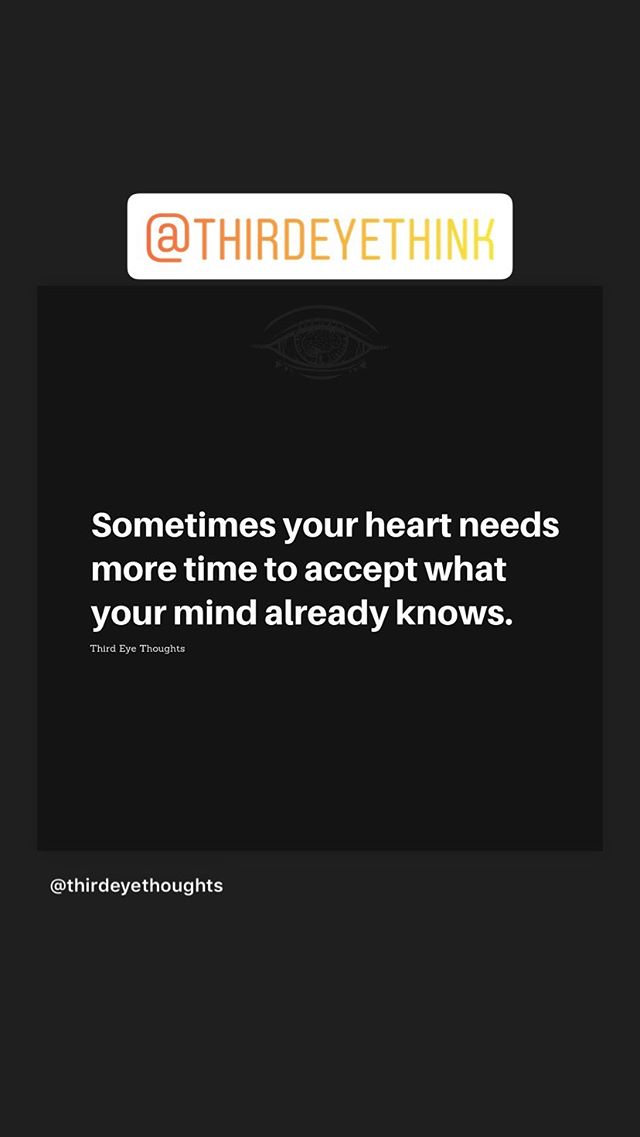 @THIRDEYETHINK
Sometimes your heart needs
more time to accept what
your mind already knows.
Third Eye Thoughts
@thirdeyethoughts